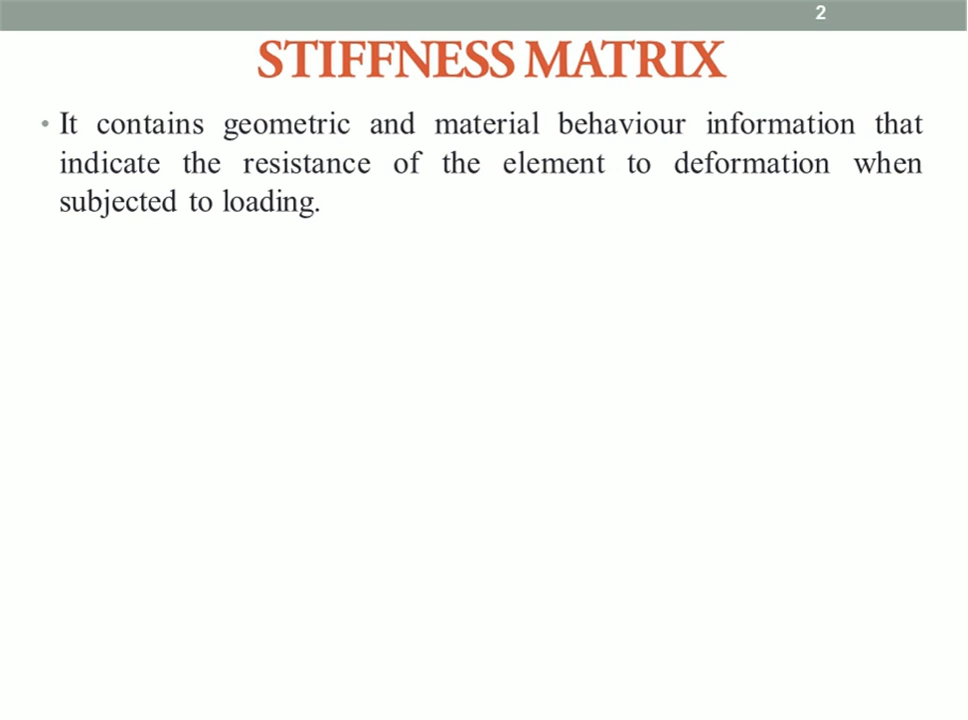 2
STIFFNESS MATRIX
• It contains geometric and material behaviour information that
indicate the resistance of the element to deformation when
subjected to loading.